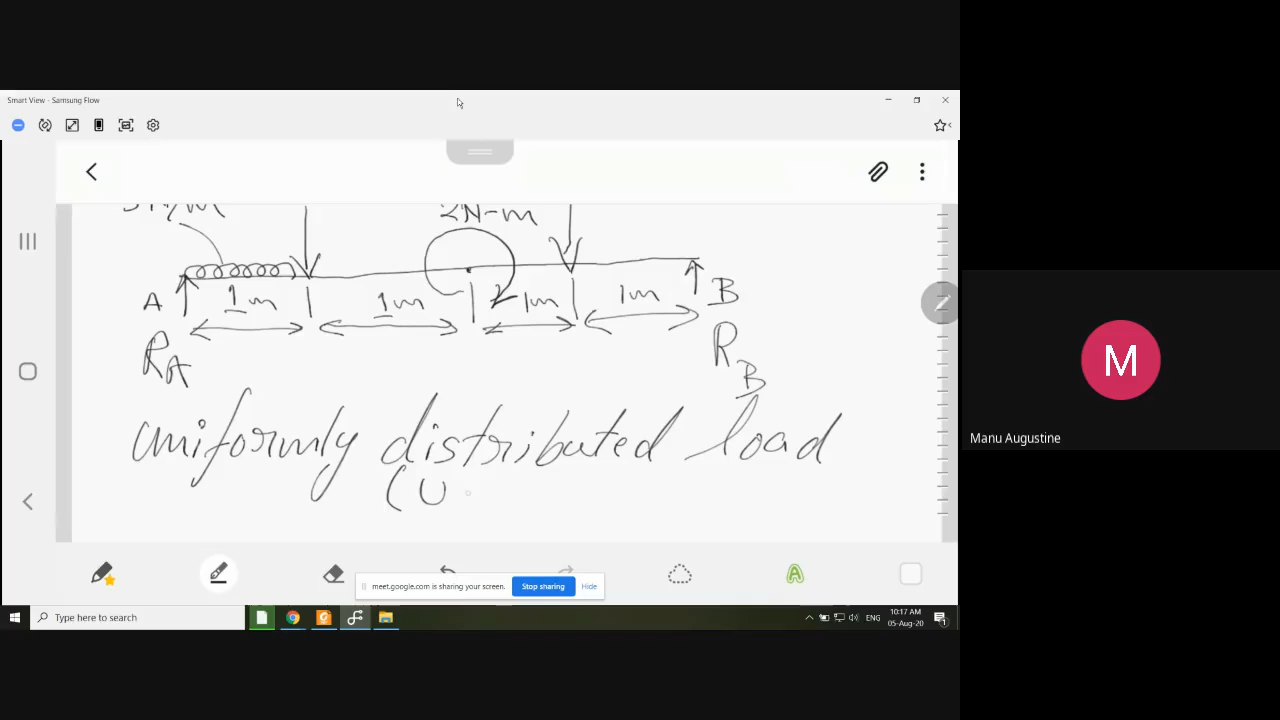 Smart View - Samsung Flow
2N-m
A
1m
1m
1m
1m
B
RA
RB
uniformly distributed load
(U
Manu Augustine
M
meet.google.com is sharing your screen.
Stop sharing
Hide
Type here to search
ENG
10:17 AM
05-Aug-20